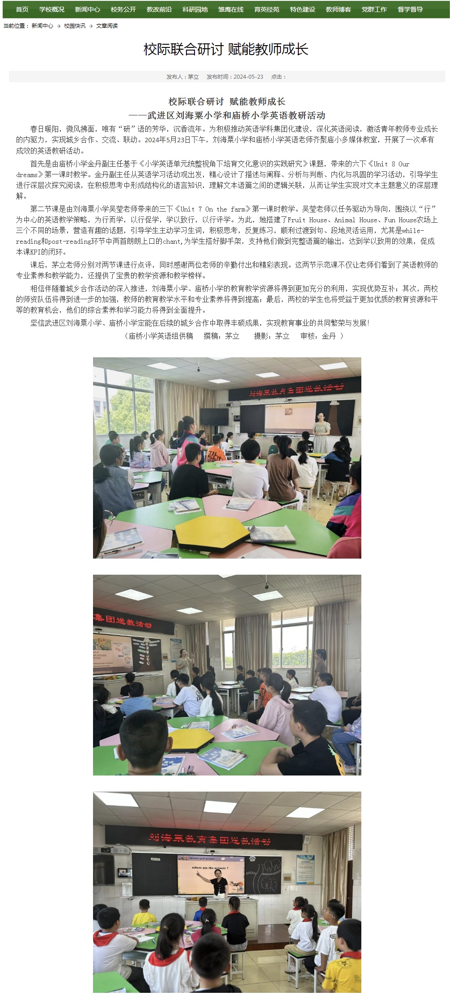 首页 学校概况 新闻中心 校务公开 教改前沿 科研园地 雏鹰在线 育英经苑 特色建设 教师博客 党群工作 督学督导
当前位置： 新闻中心 → 校园快讯 → 文章阅读
校际联合研讨 赋能教师成长
发布人：茅立 发布时间：2024-05-23 点击：
校际联合研讨 赋能教师成长
——武进区刘海粟小学和庙桥小学英语教研活动
春日暖阳，微风拂面，唯有“研”语的芳华，沉香流年。为积极推动英语学科集团化建设，深化英语阅读，激活青年教师专业成长
的内驱力，实现城乡合作、交流、联动。2024年5月23日下午，刘海粟小学和庙桥小学英语老师齐聚庙小多媒体教室，开展了一次卓有
成效的英语教研活动。
首先是由庙桥小学金丹副主任基于《小学英语单元统整视角下培育文化意识的实践研究》课题，带来的六下《Unit 8 Our
dreams》第一课时教学。金丹副主任从英语学习活动观出发，精心设计了描述与阐释、分析与判断、内化与巩固的学习活动，引导学生
进行深层次探究阅读，在积极思考中形成结构化的语言知识，理解文本语篇之间的逻辑关联，从而让学生实现对文本主题意义的深层理
解。
第二节课是由刘海粟小学吴莹老师带来的三下《Unit 7 On the farm》第一课时教学。吴莹老师以任务驱动为导向，围绕以“行”
为中心的英语教学策略，为行而学，以行促学，学以致行，以行评学。为此，她搭建了Fruit House、Animal House、Fun House农场上
三个不同的场景，营造有趣的话题，引导学生主动学习生词，积极思考，反复练习，顺利过渡到句、段地灵活运用，尤其是while-
reading和post-reading环节中两首朗朗上口的chant,为学生搭好脚手架，支持他们做到完整语篇的输出，达到学以致用的效果，促成
本课KPI的闭环。
课后，茅立老师分别对两节课进行点评，同时感谢两位老师的辛勤付出和精彩表现。这两节示范课不仅让老师们看到了英语教师的
专业素养和教学能力，还提供了宝贵的教学资源和教学榜样。
相信伴随着城乡合作活动的深入推进，刘海粟小学、庙桥小学的教育教学资源将得到更加充分的利用，实现优势互补；其次，两校
的师资队伍将得到进一步的加强，教师的教育教学水平和专业素养将得到提高；最后，两校的学生也将受益于更加优质的教育资源和平
等的教育机会，他们的综合素养和学习能力将得到全面提升。
坚信武进区刘海粟小学、庙桥小学定能在后续的城乡合作中取得丰硕成果，实现教育事业的共同繁荣与发展！
（庙桥小学英语组供稿 撰稿：茅立 摄影：茅立 审核：金丹 ）
刘海粟教育集团送教活动
集团送教活动
英语
刘海粟教育集团送教活动
Watch and answer
Where are the animals ?